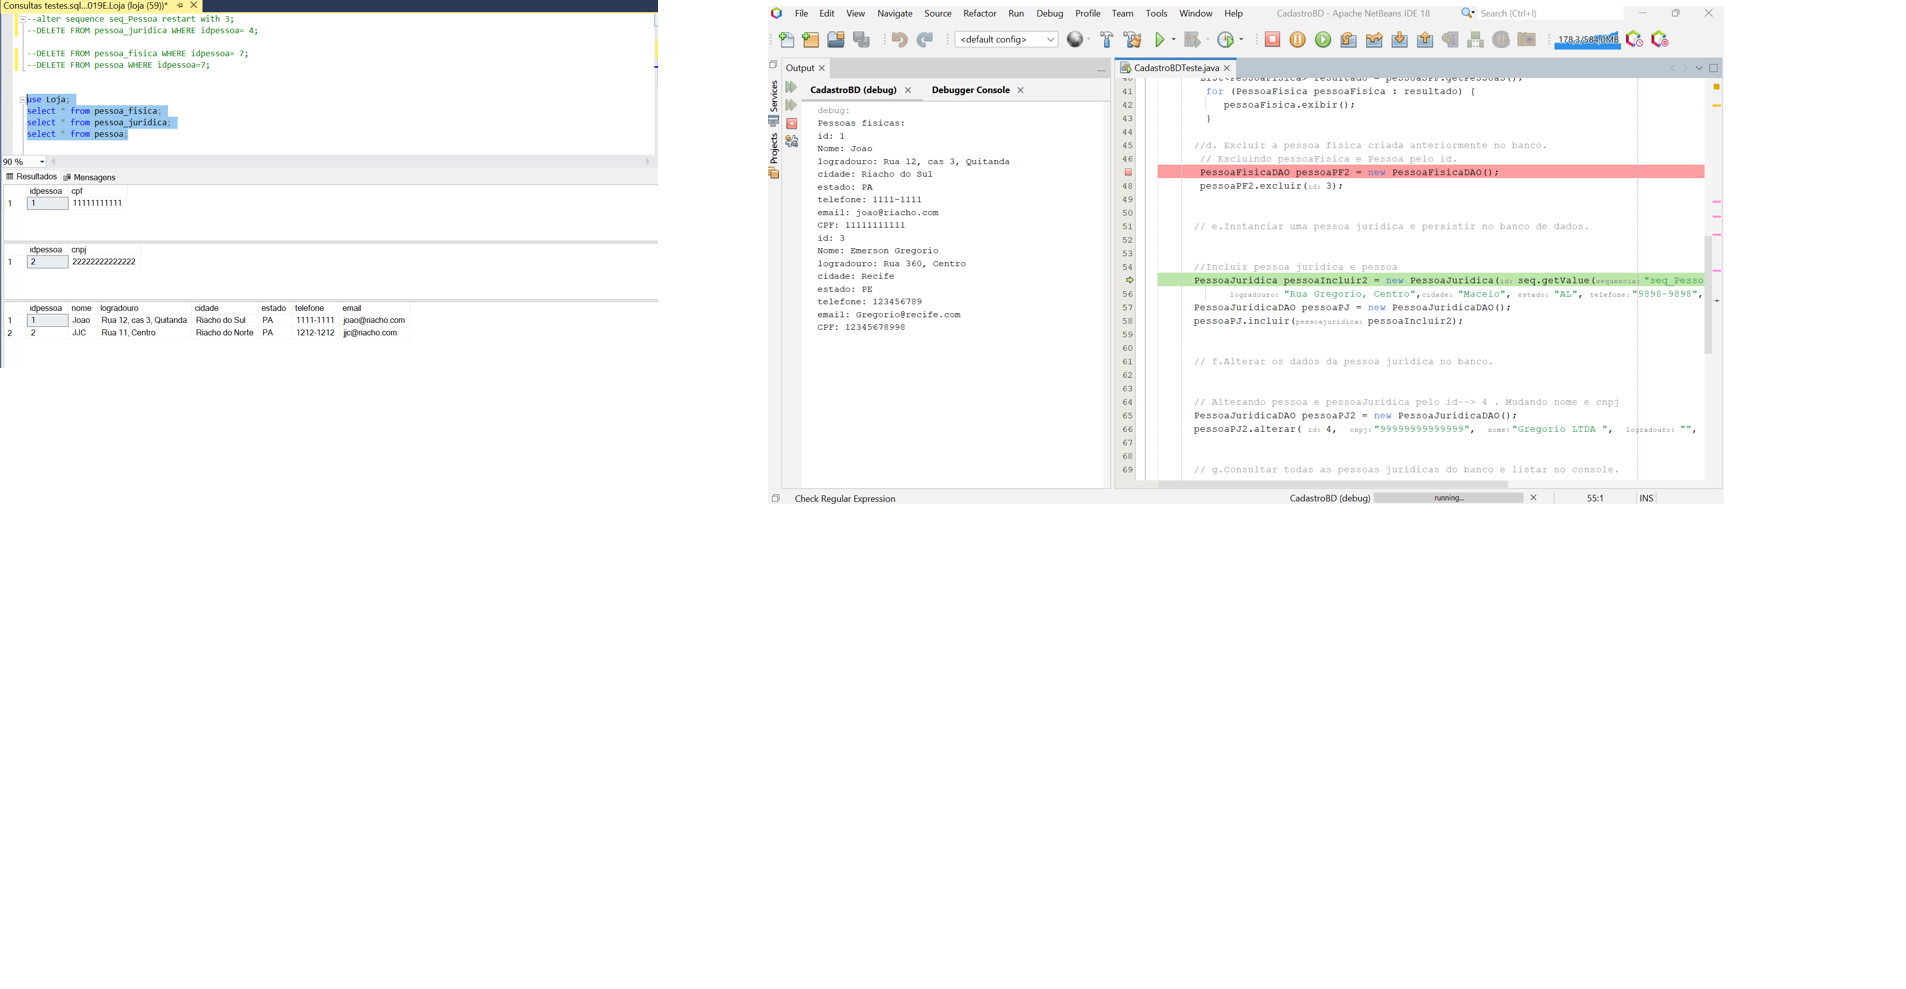 Consultas testes.sql...019E.Loja (loja (59))*
--alter sequence seq_Pessoa restart with 3;
--DELETE FROM pessoa_juridica WHERE idpessoa= 4;
--DELETE FROM pessoa_fisica WHERE idpessoa= 7;
--DELETE FROM pessoa WHERE idpessoa=7;
use Loja;
select * from pessoa_fisica;
select * from pessoa_juridica;
select * from pessoa;
90 %
Resultados Mensagens
idpessoa cpf
1 1 11111111111
idpessoa cnpj
1 2 22222222222222
idpessoa nome logradouro cidade estado telefone email
1 1 Joao Rua 12, cas 3, Quitanda Riacho do Sul PA 1111-1111 joao@riacho.com
2 2 JJC Rua 11, Centro Riacho do Norte PA 1212-1212 jjc@riacho.com
File Edit View Navigate Source Refactor Run Debug Profile Team Tools Window Help CadastroBD - Apache NetBeans IDE 18 Search (Ctrl+I)
<default config> 178,3/584,0MB
Services
Projects
Output
CadastroBD (debug) Debugger Console
debug:
Pessoas fisicas:
id: 1
Nome: Joao
logradouro: Rua 12, cas 3, Quitanda
cidade: Riacho do Sul
estado: PA
telefone: 1111-1111
email: joao@riacho.com
CPF: 11111111111
id: 3
Nome: Emerson Gregorio
logradouro: Rua 360, Centro
cidade: Recife
estado: PE
telefone: 123456789
email: Gregorio@recife.com
CPF: 12345678998
CadastroBDTeste.java
40 List<PessoaFisica> resultado = pessoasPF.getPessoas();
41 for (PessoaFisica pessoaFisica : resultado) {
42 pessoaFisica.exibir();
43 }
44
45 //d. Excluir a pessoa física criada anteriormente no banco.
46 // Excluindo pessoaFisica e Pessoa pelo id.
PessoaFisicaDAO pessoaPF2 = new PessoaFisicaDAO();
48 pessoaPF2.excluir(id: 3);
49
50
51 // e.Instanciar uma pessoa jurídica e persistir no banco de dados.
52
53
54 //Incluir pessoa juridica e pessoa
PessoaJuridica pessoaIncluir2 = new PessoaJuridica(id: seq.getValue(sequencia: "seq_Pesso
56 logradouro: "Rua Gregorio, Centro",cidade: "Maceio", estado: "AL", telefone: "9898-9898",
57 PessoaJuridicaDAO pessoaPJ = new PessoaJuridicaDAO();
58 pessoaPJ.incluir(pessoajuridica: pessoaIncluir2);
59
60
61 // f.Alterar os dados da pessoa jurídica no banco.
62
63
64 // Alterando pessoa e pessoaJuridica pelo id--> 4 . Mudando nome e cnpj
65 PessoaJuridicaDAO pessoaPJ2 = new PessoaJuridicaDAO();
66 pessoaPJ2.alterar( id: 4, cnpj: "99999999999999", nome: "Gregorio LTDA ", logradouro: "",
67
68
69 // g.Consultar todas as pessoas jurídicas do banco e listar no console.
Check Regular Expression CadastroBD (debug) running... 55:1 INS